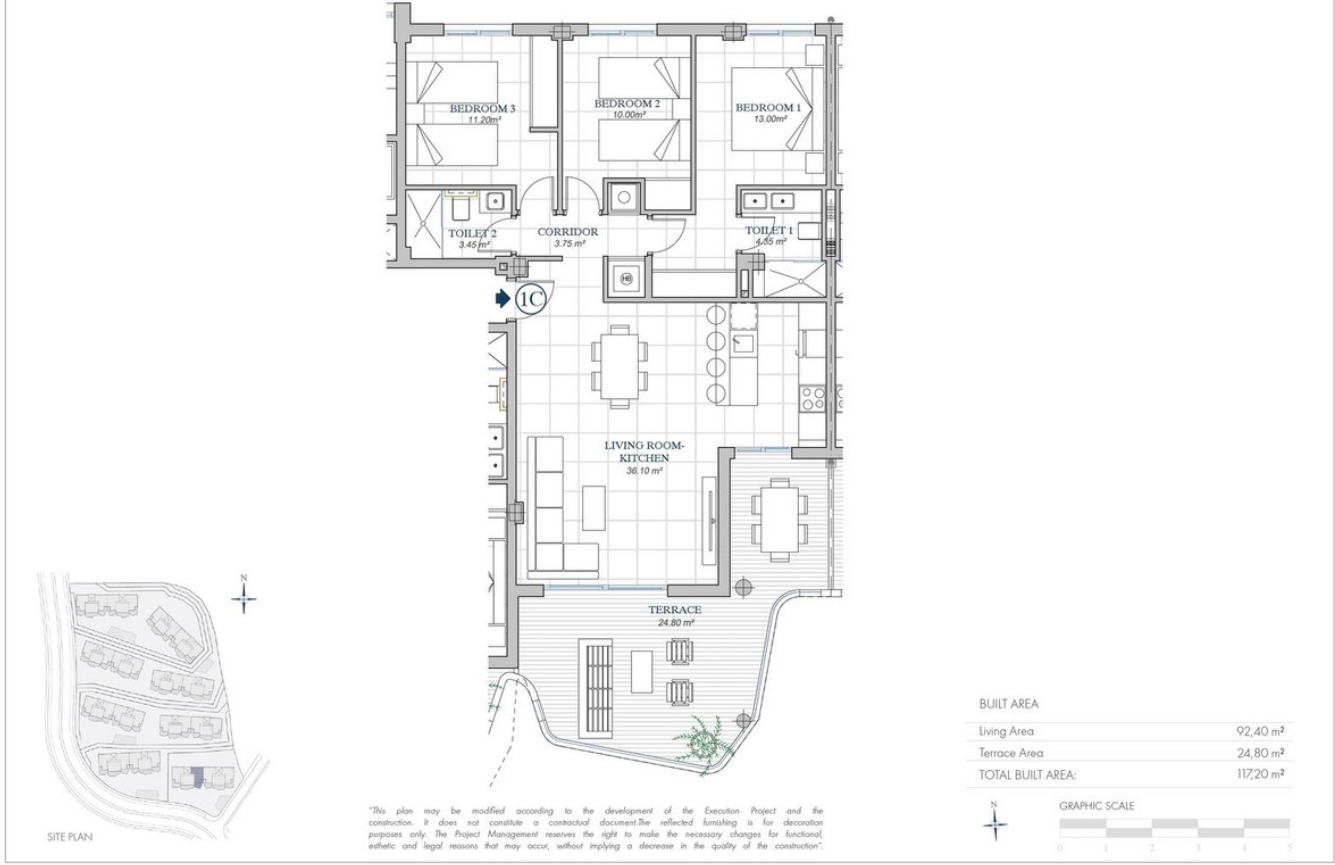 BEDROOM 3
11.20m²
BEDROOM 2
10.00m²
BEDROOM 1
13.00m²
TOILET 2
3.45 m²
CORRIDOR
3.75 m²
TOILET 1
4.35 m²
HB
1C
LIVING ROOM-
KITCHEN
36.10 m²
TERRACE
24.80 m²
N
SITE PLAN
"This plan may be modified according to the development of the Execution Project and the
construction. It does not constitute a contractual document.The reflected furnishing is for decoration
purposes only. The Project Management reserves the right to make the necessary changes for functional,
esthetic and legal reasons that may occur, without implying a decrease in the quality of the construction".
BUILT AREA
Living Area 92,40 m²
Terrace Area 24,80 m²
TOTAL BUILT AREA: 117,20 m²
N
GRAPHIC SCALE
0 1 2 3 4 5